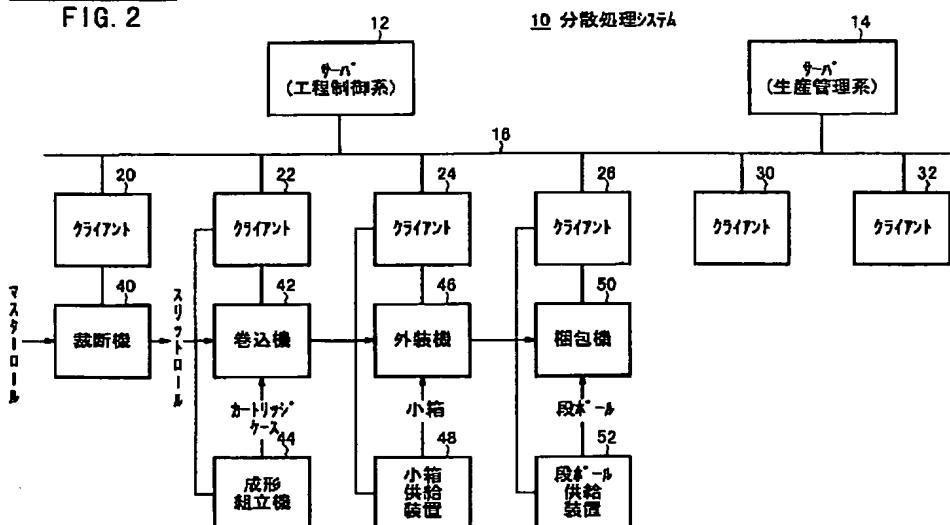 FIG. 2
10 分散処理システム
12
14
サーバ
(工程制御系)
サーバ
(生産管理系)
16
20
22
24
26
30
32
クライアント
クライアント
クライアント
クライアント
クライアント
クライアント
40
42
46
50
マスターロール
裁断機
スリットロール
巻込機
外装機
梱包機
カートリッジ
ケース
小箱
段ボール
44
48
52
成形
組立機
小箱
供給
装置
段ボール
供給
装置